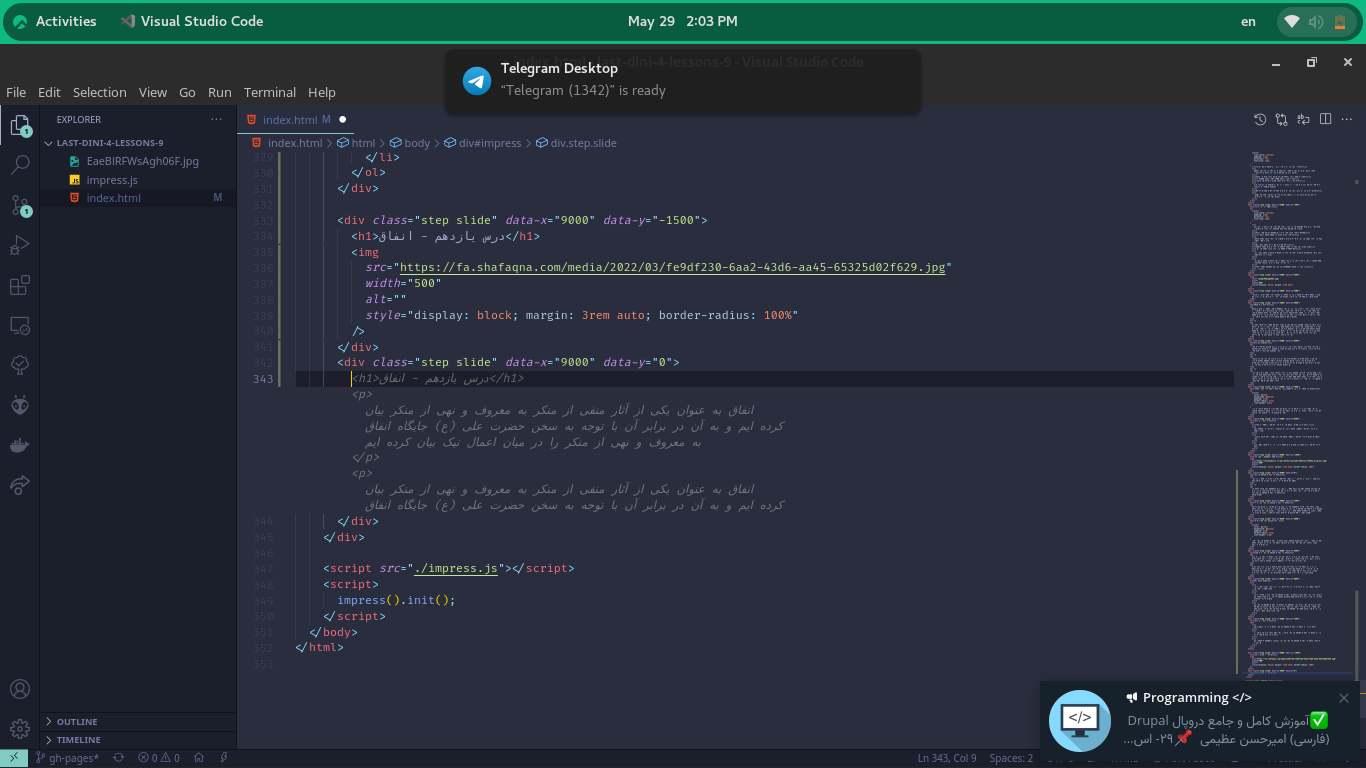 Activities
Visual Studio Code
May 29 2:03 PM
en
Telegram Desktop
“Telegram (1342)” is ready
File Edit Selection View Go Run Terminal Help
EXPLORER
LAST-DINI-4-LESSONS-9
EaeBIRFWsAgh06F.jpg
impress.js
index.html M
index.html M
index.html > html > body > div#impress > div.step.slide
329 </li>
330 </ol>
331 </div>
332
333 <div class="step slide" data-x="9000" data-y="-1500">
334 <h1>درس یازدهم - انفاق</h1>
335 <img
336 src="https://fa.shafaqna.com/media/2022/03/fe9df230-6aa2-43d6-aa45-65325d02f629.jpg"
337 width="500"
338 alt=""
339 style="display: block; margin: 3rem auto; border-radius: 100%"
340 />
341 </div>
342 <div class="step slide" data-x="9000" data-y="0">
343 <h1>درس یازدهم - انفاق</h1>
<p>
انفاق به عنوان یکی از آثار منفی از منکر به معروف و نهی از منکر بیان
کرده ایم و به آن در برابر آن با توجه به سخن حضرت علی (ع) جایگاه انفاق
به معروف و نهی از منکر را در میان اعمال نیک بیان کرده ایم
</p>
<p>
انفاق به عنوان یکی از آثار منفی از منکر به معروف و نهی از منکر بیان
کرده ایم و به آن در برابر آن با توجه به سخن حضرت علی (ع) جایگاه انفاق
344 </div>
345 </div>
346
347 <script src="./impress.js"></script>
348 <script>
349 impress().init();
350 </script>
351 </body>
352 </html>
353
OUTLINE
TIMELINE
Programming </>
✅آموزش کامل و جامع دروپال Drupal
(فارسی) امیرحسن عظیمی 📌۲۹- اس...
gh-pages* 0 0
Ln 343, Col 9 Spaces: 2